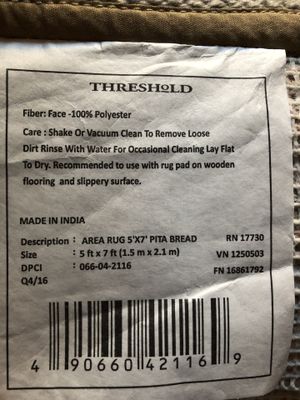 THRESHOLD
Fiber: Face -100% Polyester
Care : Shake Or Vacuum Clean To Remove Loose
Dirt Rinse With Water For Occasional Cleaning Lay Flat
To Dry. Recommended to use with rug pad on wooden
flooring and slippery surface.
MADE IN INDIA
Description : AREA RUG 5'X7' PITA BREAD RN 17730
Size : 5 ft x 7 ft (1.5 m x 2.1 m) VN 1250503
DPCI : 066-04-2116 FN 16861792
Q4/16
4 90660 42116 9